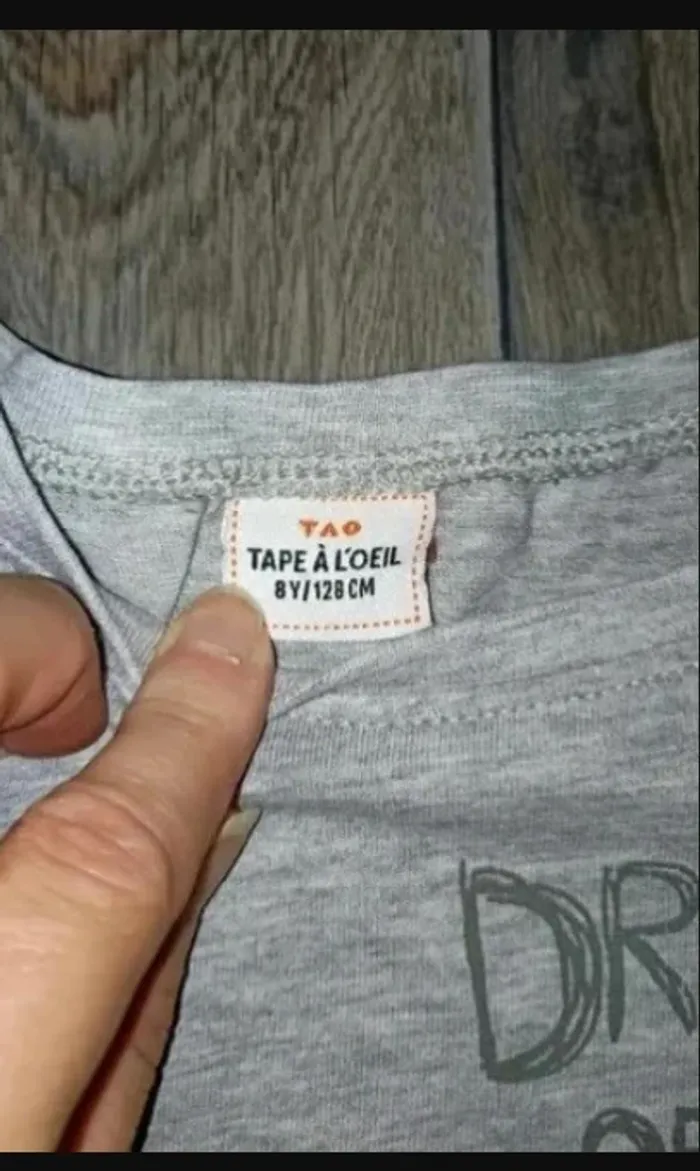 TAO
TAPE À L'OEIL
8Y/128 CM
DR